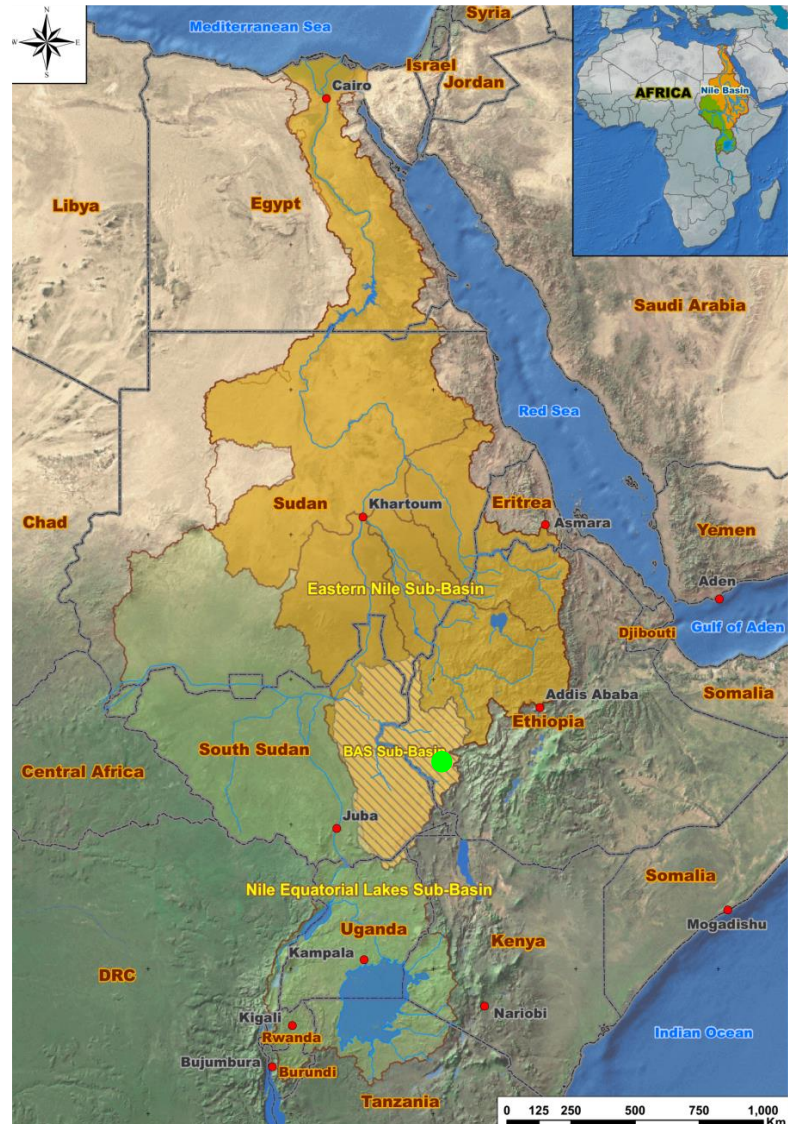 N
W
E
S
Mediterranean Sea
Syria
Israel
Jordan
Cairo
AFRICA
Nile Basin
Libya
Egypt
Saudi Arabia
Red Sea
Chad
Sudan
Khartoum
Eritrea
Asmara
Yemen
Aden
Gulf of Aden
Eastern Nile Sub-Basin
Djibouti
Somalia
Addis Ababa
Ethiopia
South Sudan
BAS Sub-Basin
Central Africa
Juba
Nile Equatorial Lakes Sub-Basin
Somalia
Mogadishu
Uganda
Kenya
Kampala
DRC
Kigali
Rwanda
Nariobi
Indian Ocean
Bujumbura
Burundi
Tanzania
0 125 250 500 750 1,000
Km